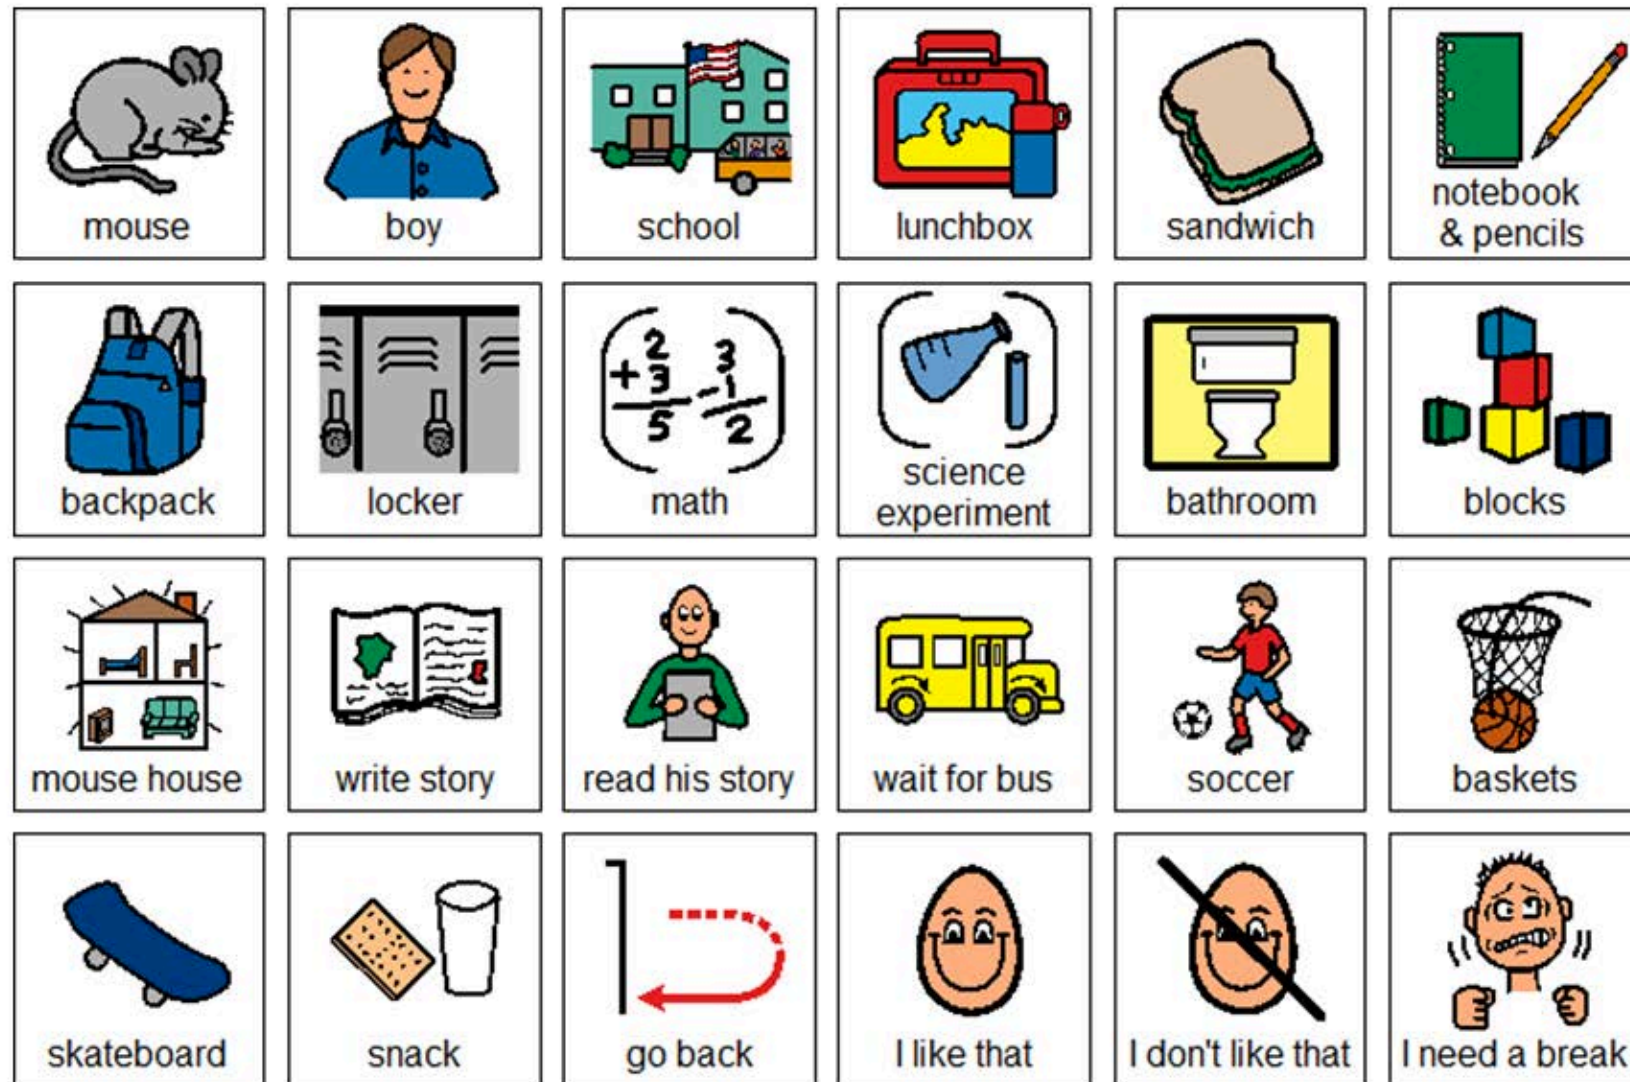 mouse
boy
school
lunchbox
sandwich
notebook
& pencils
backpack
locker
2
+ 3
5
3
- 1
2
math
science
experiment
bathroom
blocks
mouse house
write story
read his story
wait for bus
soccer
baskets
skateboard
snack
go back
I like that
I don't like that
I need a break